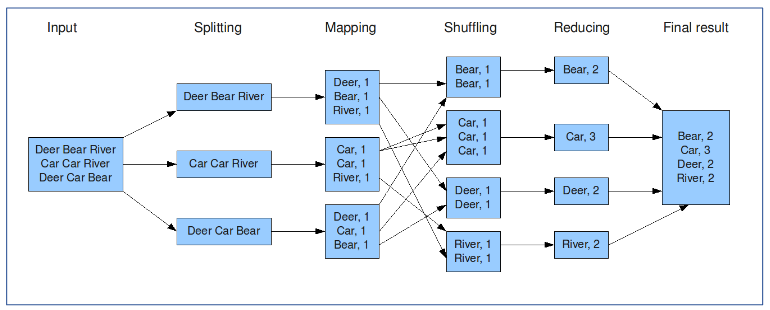 Input
Splitting
Mapping
Shuffling
Reducing
Final result
Deer Bear River
Car Car River
Deer Car Bear
Deer Bear River
Car Car River
Deer Car Bear
Deer, 1
Bear, 1
River, 1
Car, 1
Car, 1
River, 1
Deer, 1
Car, 1
Bear, 1
Bear, 1
Bear, 1
Car, 1
Car, 1
Car, 1
Deer, 1
Deer, 1
River, 1
River, 1
Bear, 2
Car, 3
Deer, 2
River, 2
Bear, 2
Car, 3
Deer, 2
River, 2